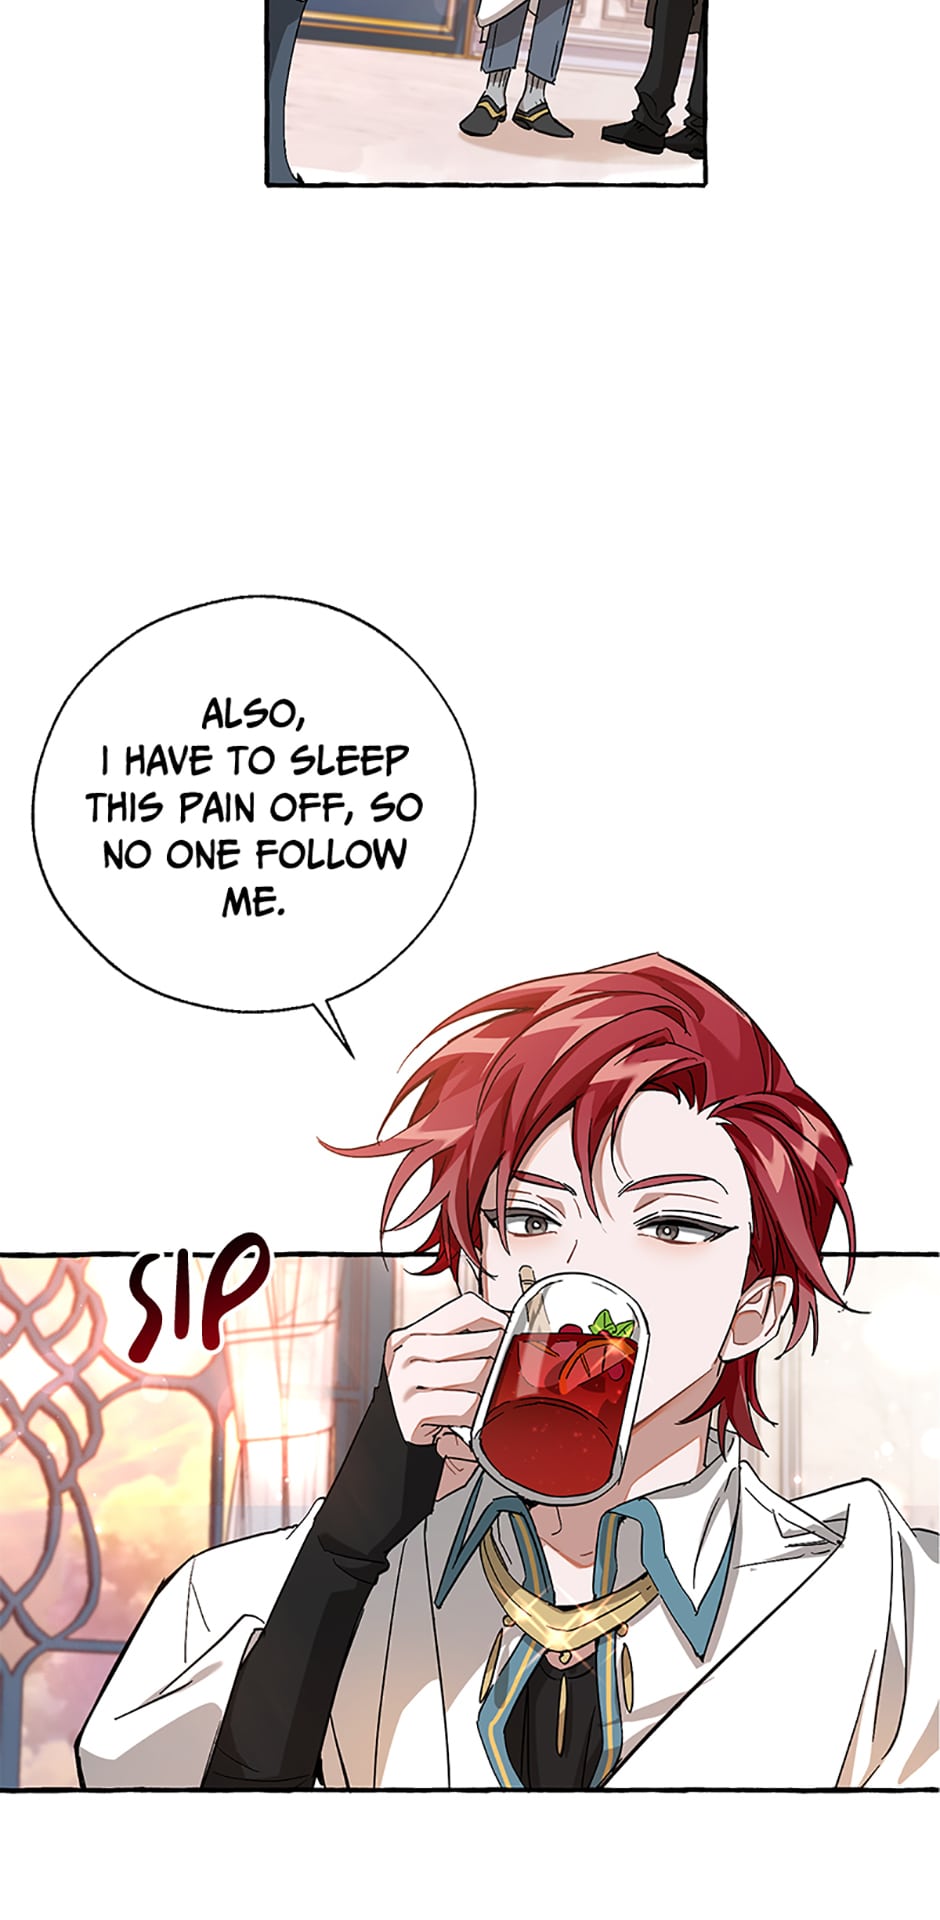 ALSO,
I HAVE TO SLEEP
THIS PAIN OFF, SO
NO ONE FOLLOW
ME.
SIP